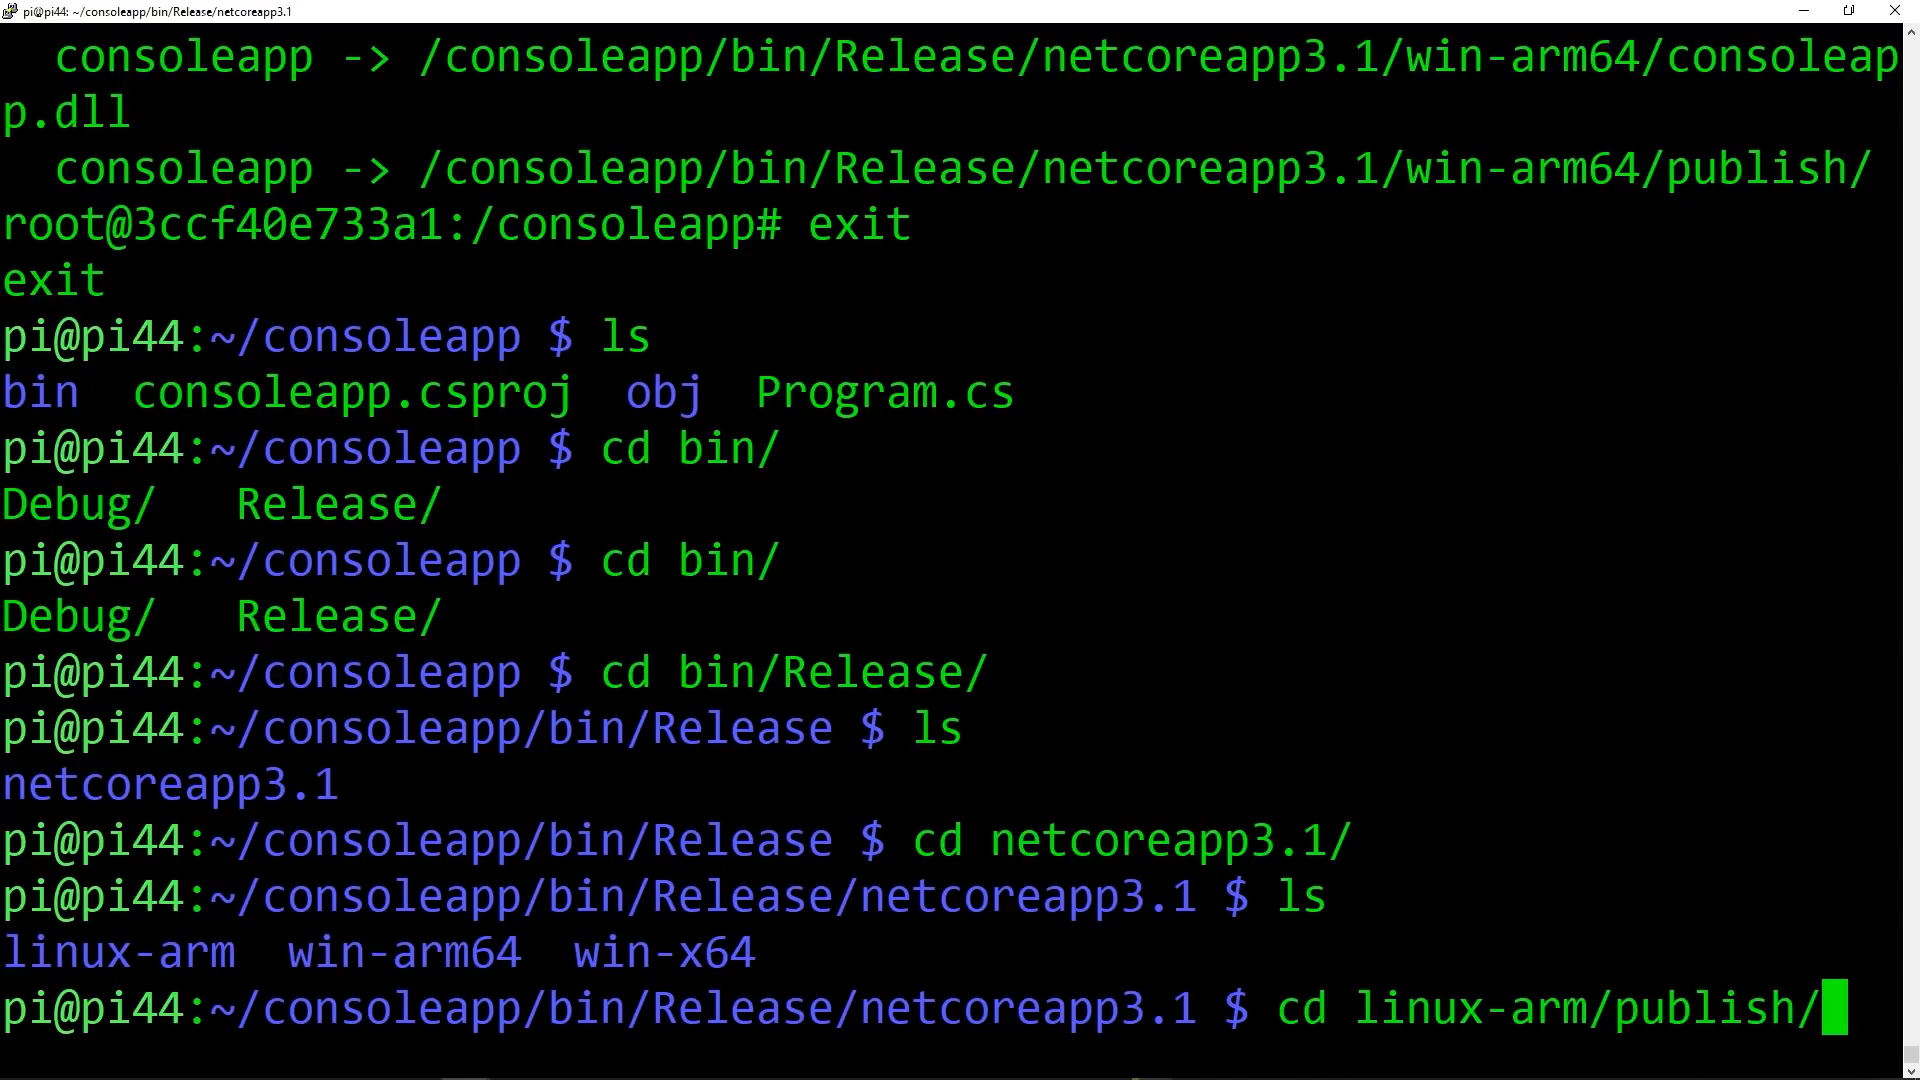 pi@pi44: ~/consoleapp/bin/Release/netcoreapp3.1
consoleapp -> /consoleapp/bin/Release/netcoreapp3.1/win-arm64/consoleap
p.dll
consoleapp -> /consoleapp/bin/Release/netcoreapp3.1/win-arm64/publish/
root@3ccf40e733a1:/consoleapp# exit
exit
pi@pi44:~/consoleapp $ ls
bin  consoleapp.csproj  obj  Program.cs
pi@pi44:~/consoleapp $ cd bin/
Debug/   Release/
pi@pi44:~/consoleapp $ cd bin/
Debug/   Release/
pi@pi44:~/consoleapp $ cd bin/Release/
pi@pi44:~/consoleapp/bin/Release $ ls
netcoreapp3.1
pi@pi44:~/consoleapp/bin/Release $ cd netcoreapp3.1/
pi@pi44:~/consoleapp/bin/Release/netcoreapp3.1 $ ls
linux-arm  win-arm64  win-x64
pi@pi44:~/consoleapp/bin/Release/netcoreapp3.1 $ cd linux-arm/publish/